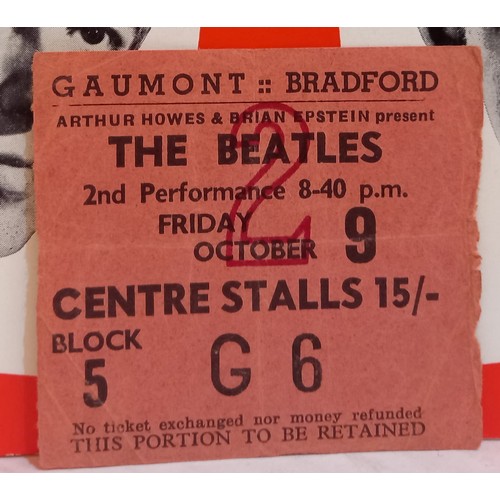 GAUMONT :: BRADFORD
ARTHUR HOWES & BRIAN EPSTEIN present
THE BEATLES
2nd Performance 8-40 p.m.
2
FRIDAY
OCTOBER 9
CENTRE STALLS 15/-
BLOCK
5 G 6
No ticket exchanged nor money refunded
THIS PORTION TO BE RETAINED